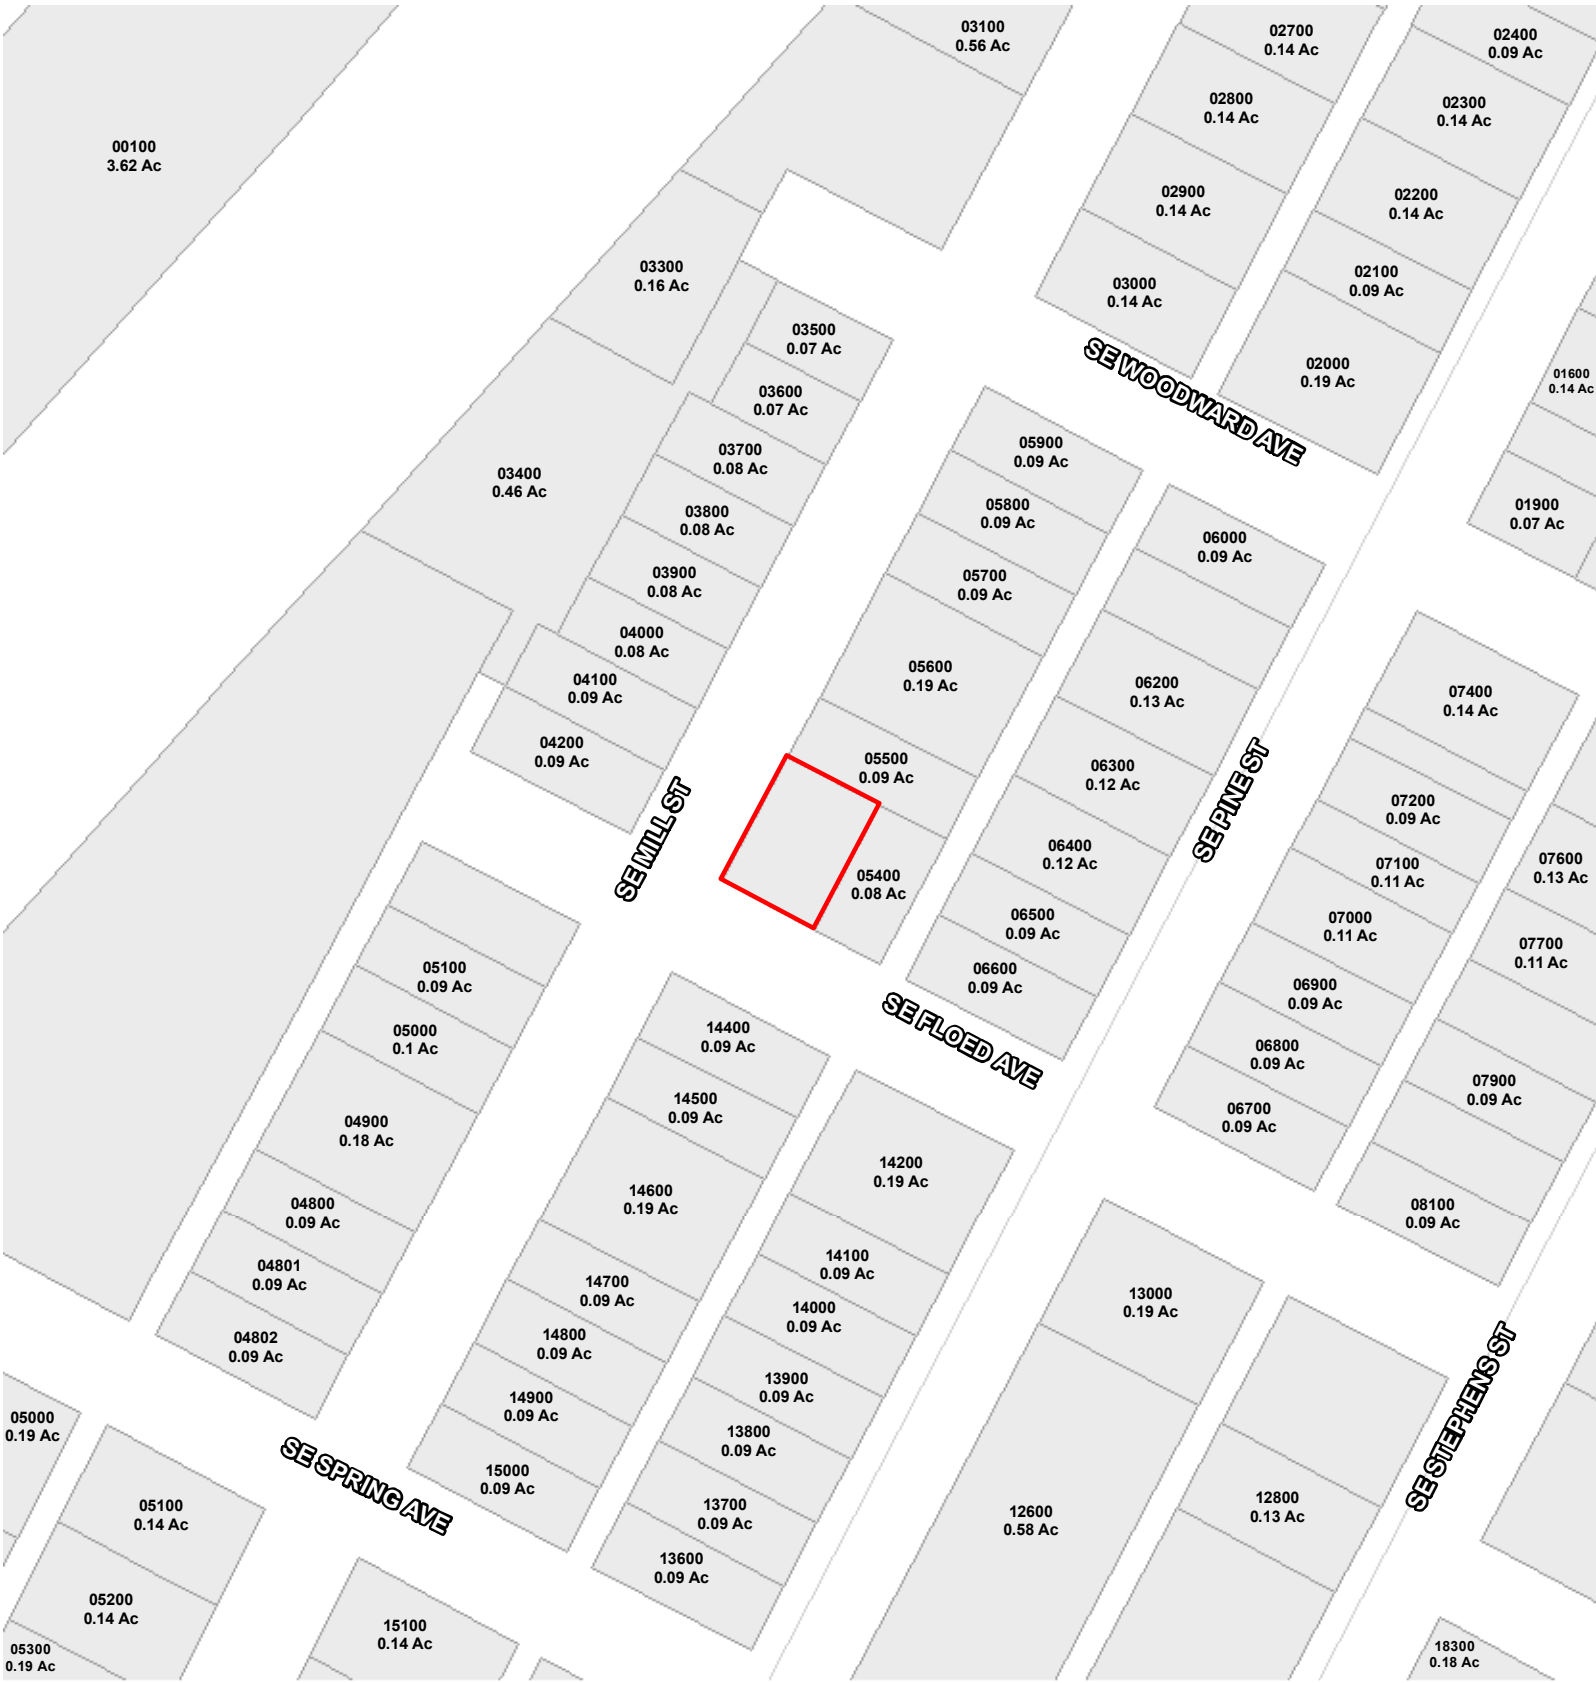 03100
0.56 Ac
02700
0.14 Ac
02400
0.09 Ac
02800
0.14 Ac
02300
0.14 Ac
00100
3.62 Ac
02900
0.14 Ac
02200
0.14 Ac
03300
0.16 Ac
03000
0.14 Ac
02100
0.09 Ac
03500
0.07 Ac
SE WOODWARD AVE
02000
0.19 Ac
01600
0.14 Ac
03600
0.07 Ac
03700
0.08 Ac
05900
0.09 Ac
03400
0.46 Ac
03800
0.08 Ac
05800
0.09 Ac
01900
0.07 Ac
06000
0.09 Ac
03900
0.08 Ac
05700
0.09 Ac
04000
0.08 Ac
05600
0.19 Ac
04100
0.09 Ac
06200
0.13 Ac
07400
0.14 Ac
04200
0.09 Ac
05500
0.09 Ac
06300
0.12 Ac
SE PINE ST
SE MILL ST
07200
0.09 Ac
06400
0.12 Ac
07100
0.11 Ac
07600
0.13 Ac
05400
0.08 Ac
06500
0.09 Ac
07000
0.11 Ac
07700
0.11 Ac
05100
0.09 Ac
06600
0.09 Ac
06900
0.09 Ac
05000
0.1 Ac
14400
0.09 Ac
SE FLOED AVE
06800
0.09 Ac
07900
0.09 Ac
14500
0.09 Ac
06700
0.09 Ac
04900
0.18 Ac
14200
0.19 Ac
14600
0.19 Ac
04800
0.09 Ac
08100
0.09 Ac
14100
0.09 Ac
04801
0.09 Ac
14700
0.09 Ac
13000
0.19 Ac
14000
0.09 Ac
04802
0.09 Ac
14800
0.09 Ac
SE STEPHENS ST
13900
0.09 Ac
14900
0.09 Ac
05000
0.19 Ac
13800
0.09 Ac
SE SPRING AVE
15000
0.09 Ac
05100
0.14 Ac
13700
0.09 Ac
12600
0.58 Ac
12800
0.13 Ac
13600
0.09 Ac
05200
0.14 Ac
15100
0.14 Ac
05300
0.19 Ac
18300
0.18 Ac